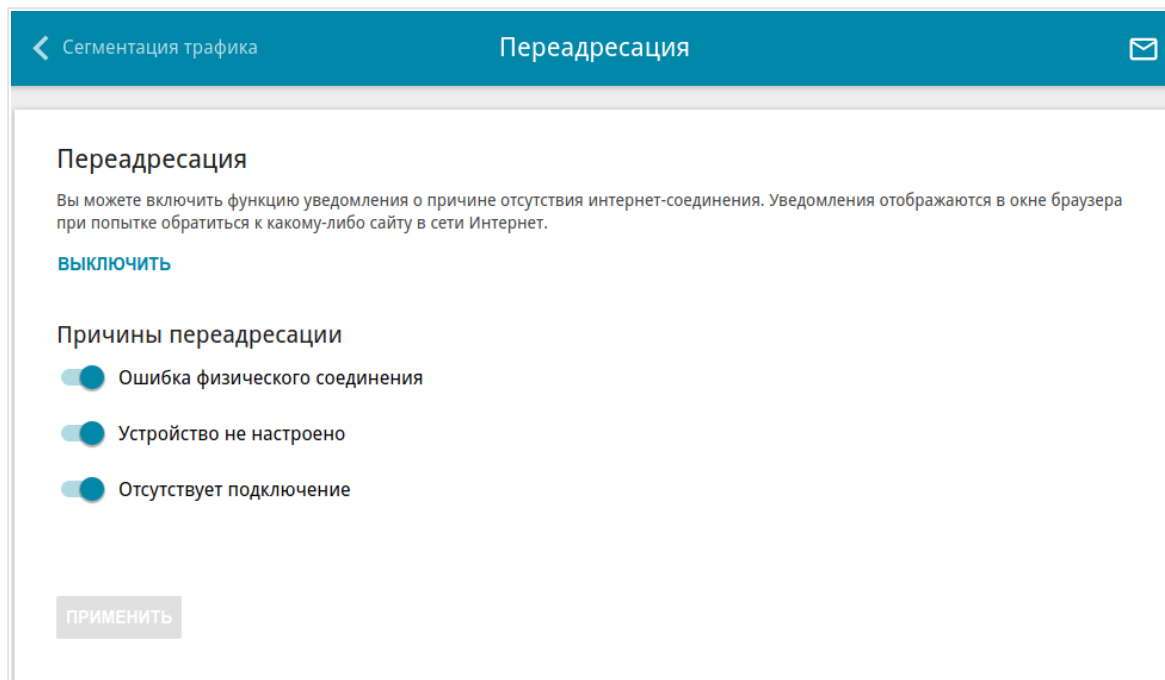 Сегментация трафика
Переадресация
Переадресация
Вы можете включить функцию уведомления о причине отсутствия интернет-соединения. Уведомления отображаются в окне браузера
при попытке обратиться к какому-либо сайту в сети Интернет.
ВЫКЛЮЧИТЬ
Причины переадресации
Ошибка физического соединения
Устройство не настроено
Отсутствует подключение
ПРИМЕНИТЬ